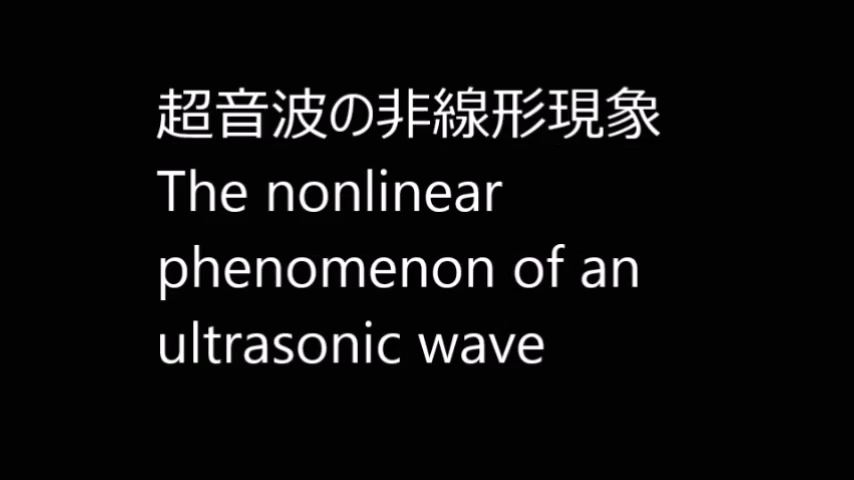 超音波の非線形現象
The nonlinear
phenomenon of an
ultrasonic wave